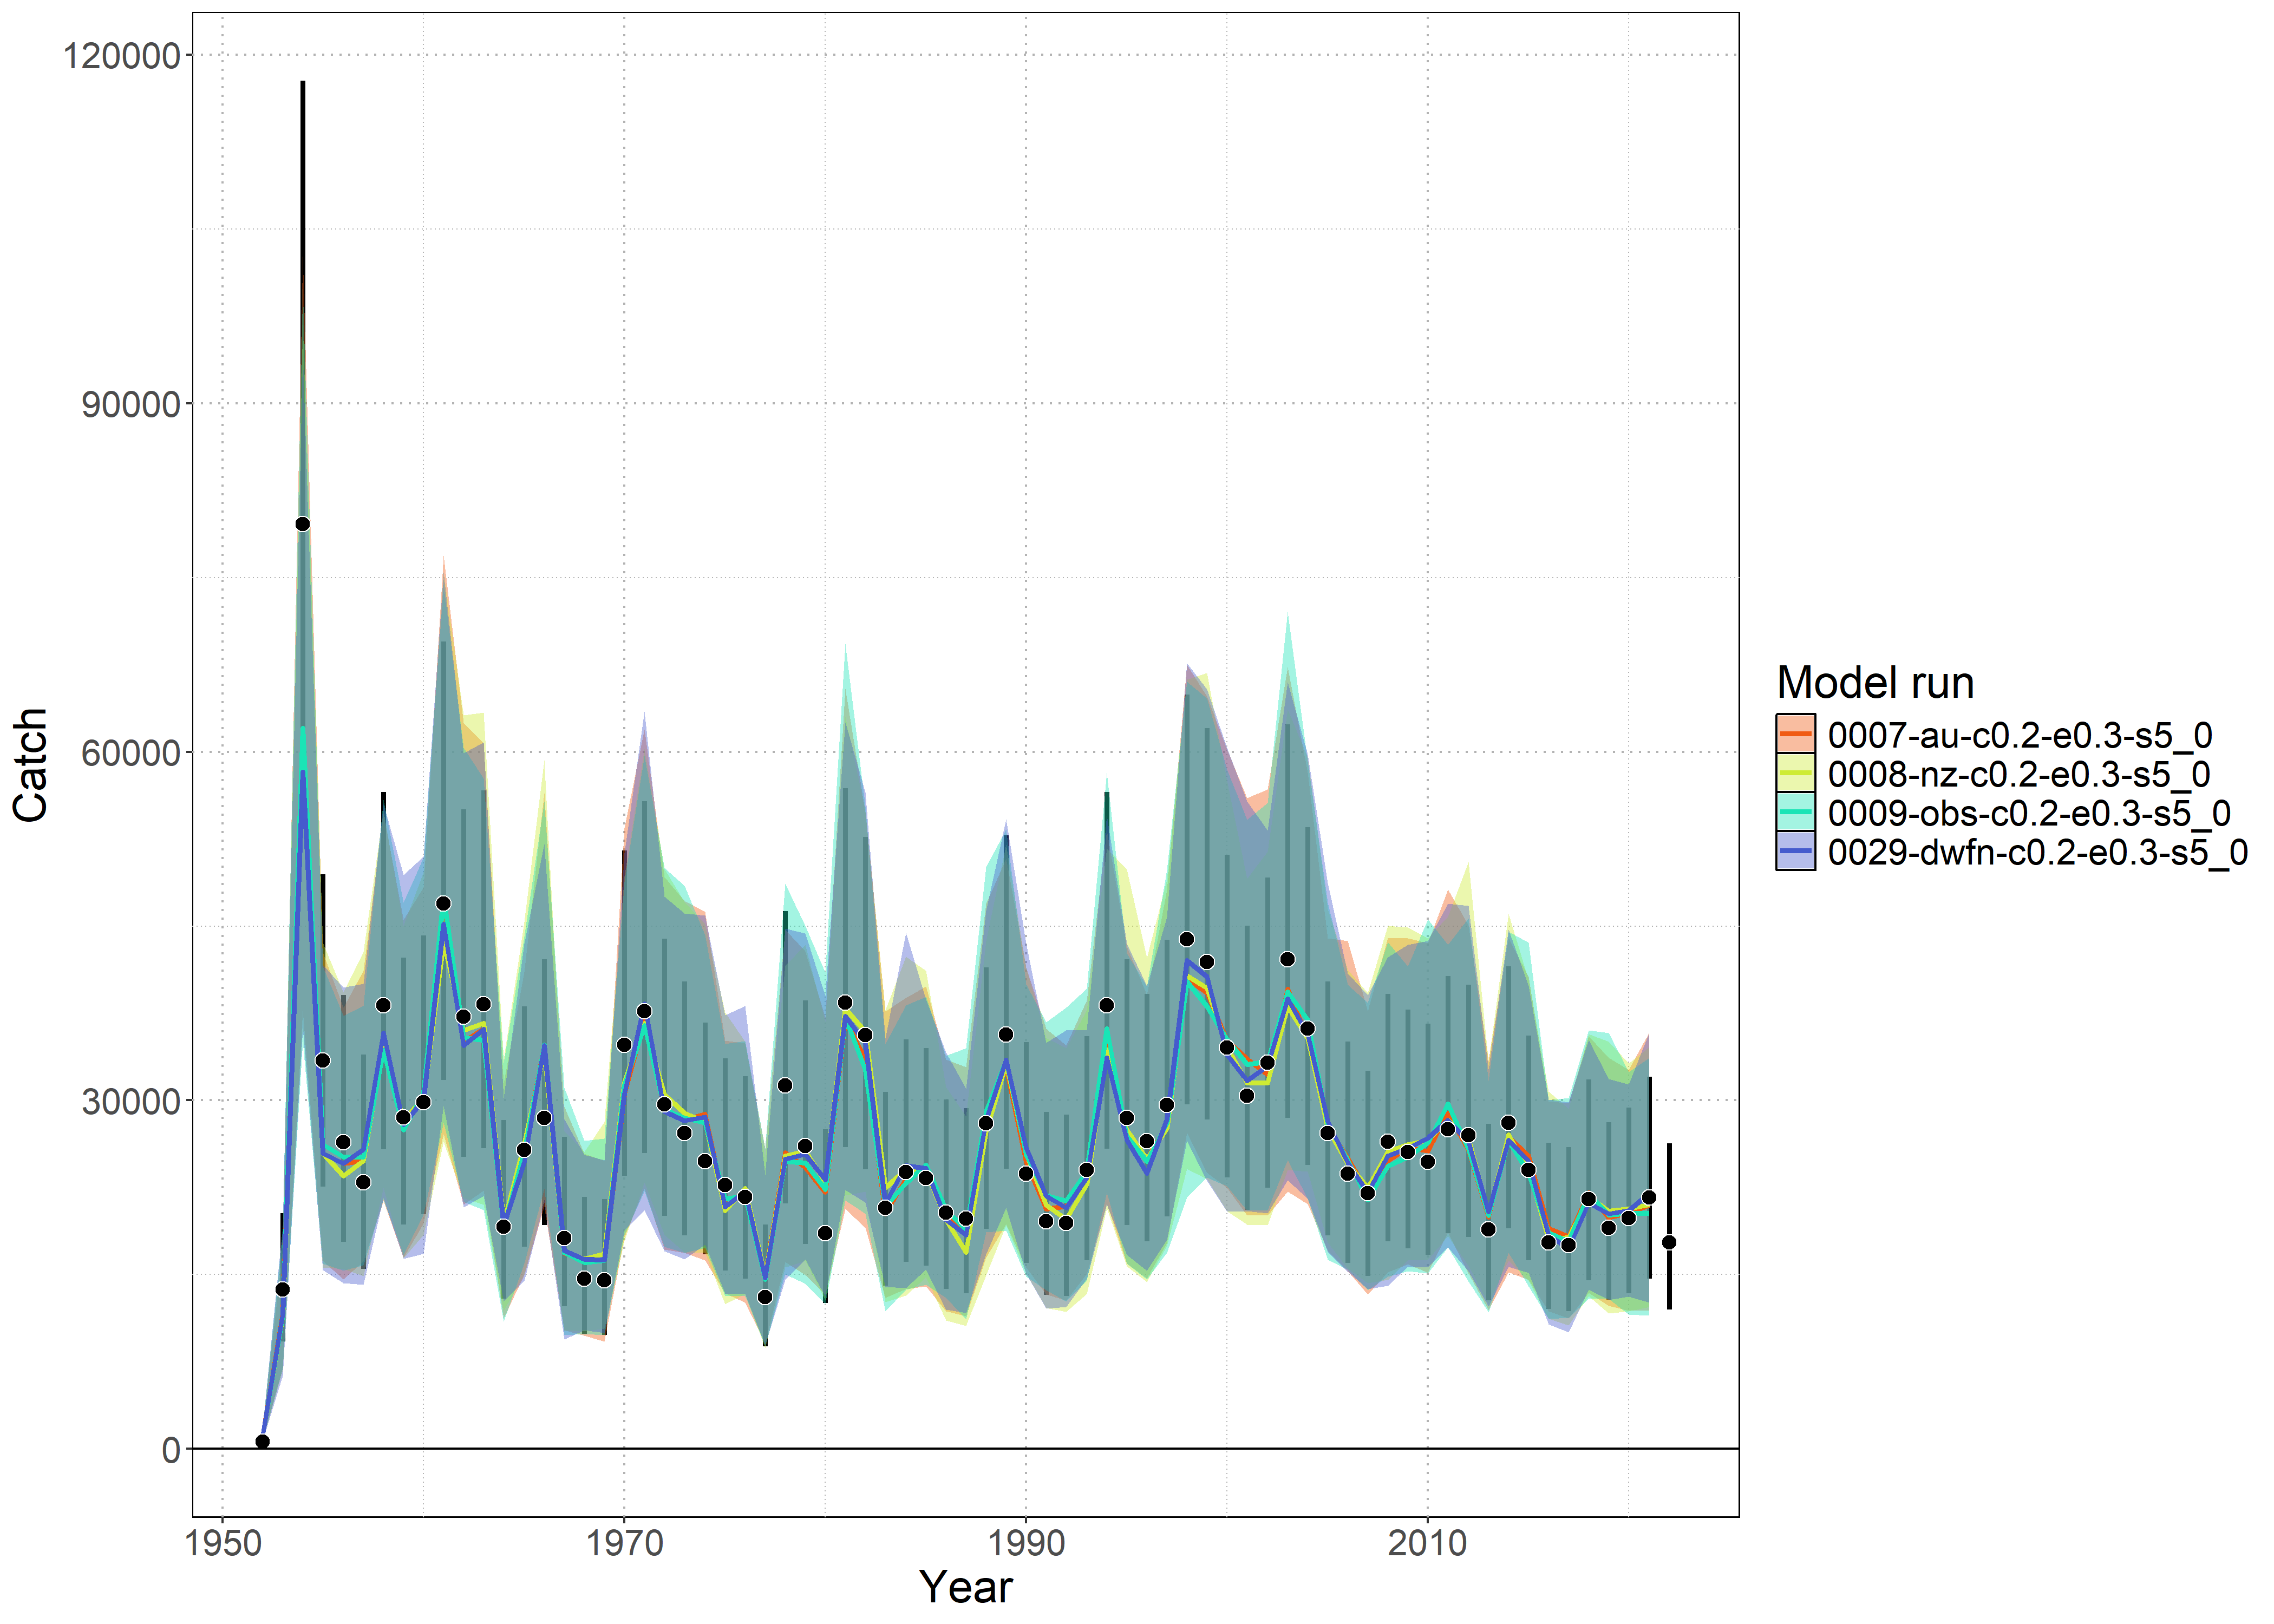 120000
90000
60000
30000
0
Catch
1950
1970
1990
2010
Year
Model run
0007-au-c0.2-e0.3-s5_0
0008-nz-c0.2-e0.3-s5_0
0009-obs-c0.2-e0.3-s5_0
0029-dwfn-c0.2-e0.3-s5_0